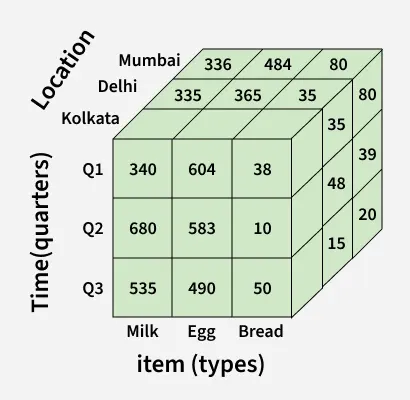 Location
Mumbai 336 484 80
Delhi 335 365 35 80
Kolkata 35
Q1 340 604 38 39
48
Q2 680 583 10 20
15
Q3 535 490 50
Milk Egg Bread
Time(quarters)
item (types)